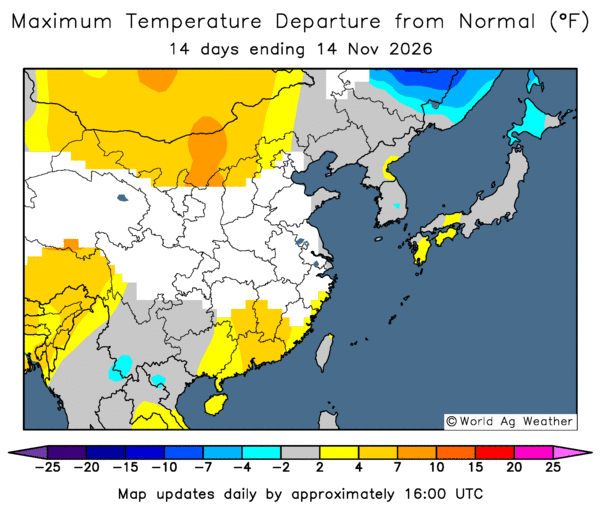 Maximum Temperature Departure from Normal (°F)
14 days ending 14 Nov 2026
© World Ag Weather
-25 -20 -15 -10 -7 -4 -2 2 4 7 10 15 20 25
Map updates daily by approximately 16:00 UTC